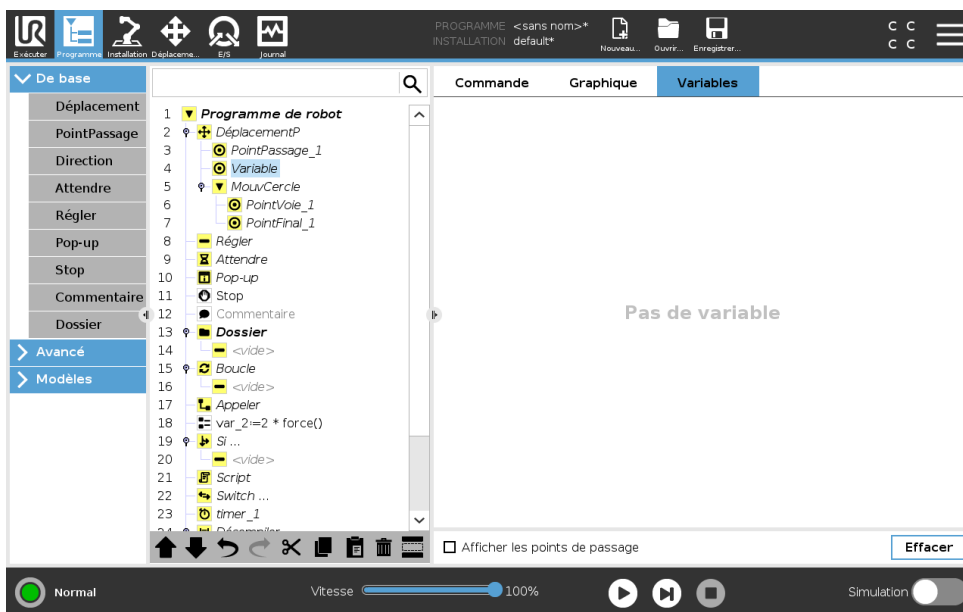 UR
PROGRAMME <sans nom>*
INSTALLATION default*
C C
C C
Exécuter Programme Installation Déplaceme... E/S Journal Nouveau... Ouvrir... Enregistrer...
De base
Déplacement
PointPassage
Direction
Attendre
Régler
Pop-up
Stop
Commentaire
Dossier
Avancé
Modèles
1 Programme de robot
2 DéplacementP
3 PointPassage_1
4 Variable
5 MouvCercle
6 PointVoie_1
7 PointFinal_1
8 Régler
9 Attendre
10 Pop-up
11 Stop
12 Commentaire
13 Dossier
14 <vide>
15 Boucle
16 <vide>
17 Appeler
18 var_2:=2 * force()
19 Si ...
20 <vide>
21 Script
22 Switch ...
23 timer_1
24 Décompiler
Commande Graphique Variables
Pas de variable
Afficher les points de passage Effacer
Normal Vitesse 100% Simulation